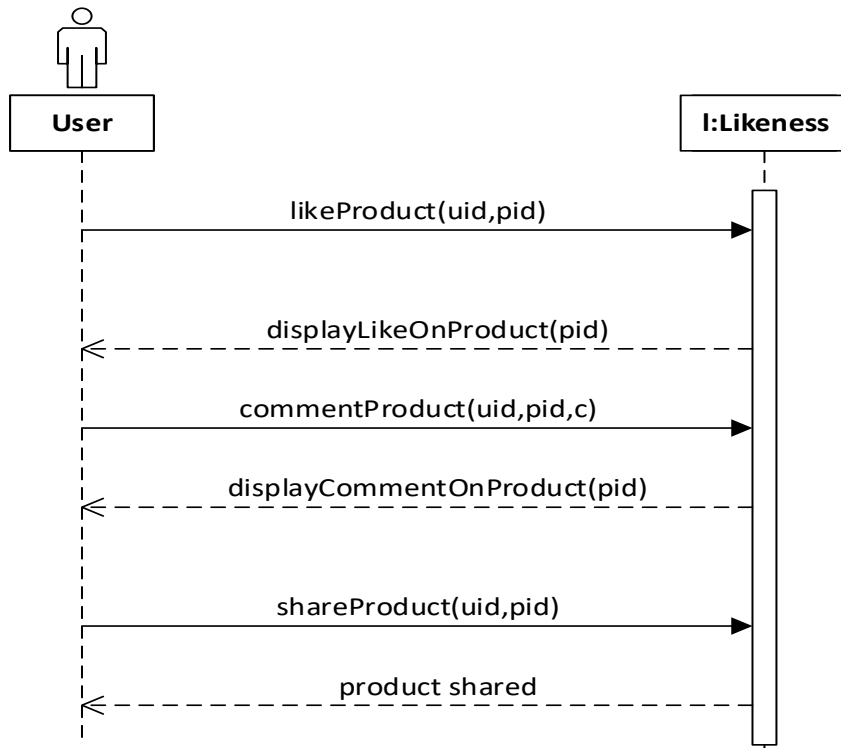 User
l:Likeness
likeProduct(uid,pid)
displayLikeOnProduct(pid)
commentProduct(uid,pid,c)
displayCommentOnProduct(pid)
shareProduct(uid,pid)
product shared